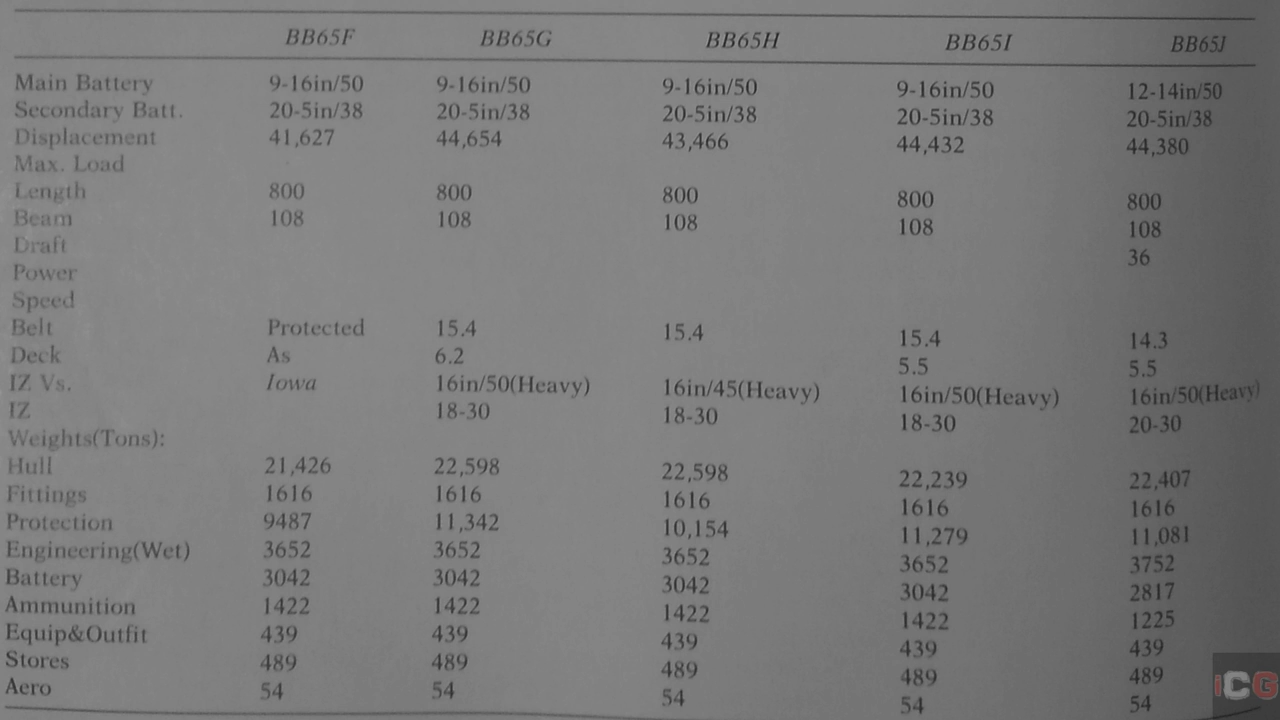 BB65F BB65G BB65H BB65I BB65J
Main Battery 9-16in/50 9-16in/50 9-16in/50 9-16in/50 12-14in/50
Secondary Batt. 20-5in/38 20-5in/38 20-5in/38 20-5in/38 20-5in/38
Displacement 41,627 44,654 43,466 44,432 44,380
Max. Load
Length 800 800 800 800 800
Beam 108 108 108 108 108
Draft 36
Power
Speed
Belt Protected 15.4 15.4 15.4 14.3
Deck As 6.2 5.5 5.5
IZ Vs. Iowa 16in/50(Heavy) 16in/45(Heavy) 16in/50(Heavy) 16in/50(Heavy)
IZ 18-30 18-30 18-30 20-30
Weights(Tons):
Hull 21,426 22,598 22,598 22,239 22,407
Fittings 1616 1616 1616 1616 1616
Protection 9487 11,342 10,154 11,279 11,081
Engineering(Wet) 3652 3652 3652 3652 3752
Battery 3042 3042 3042 3042 2817
Ammunition 1422 1422 1422 1422 1225
Equip&Outfit 439 439 439 439 439
Stores 489 489 489 489 489
Aero 54 54 54 54 54
iCG